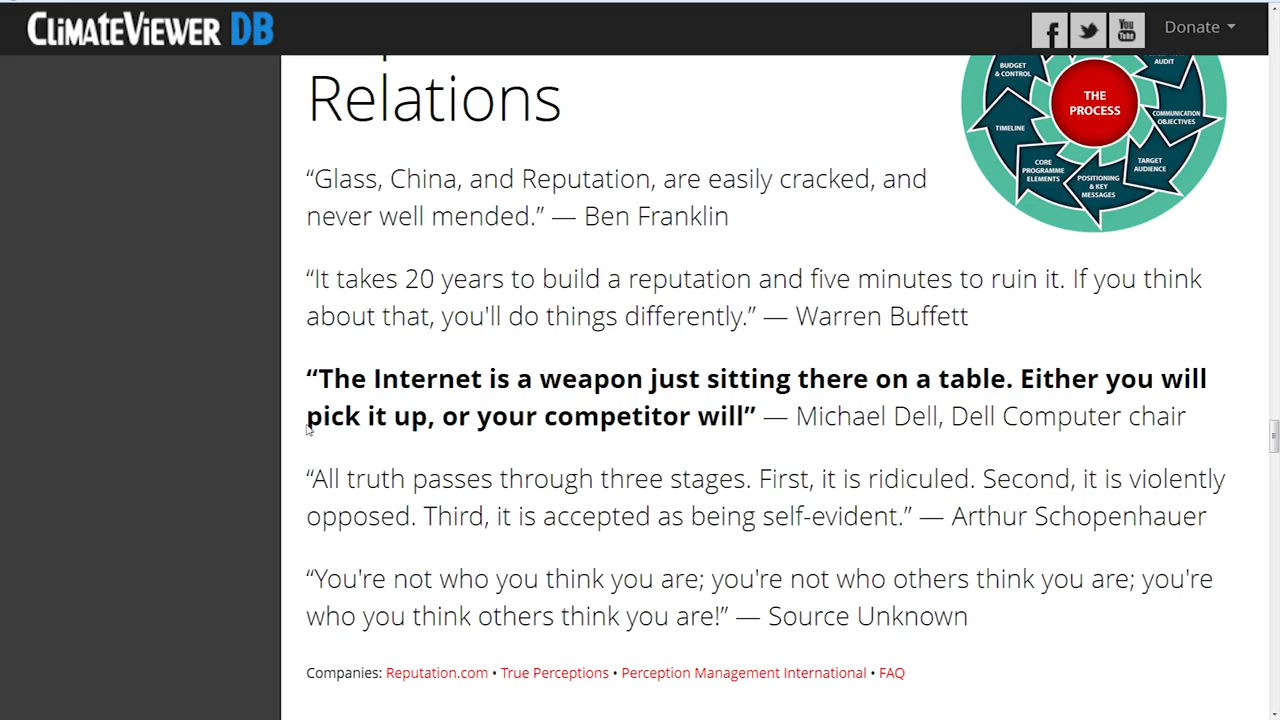 CLIMATEVIEWER DB
You Tube
Donate
Relations
BUDGET
& CONTROL
AUDIT
THE
PROCESS
COMMUNICATION
OBJECTIVES
TIMELINE
CORE
PROGRAMME
ELEMENTS
TARGET
AUDIENCE
POSITIONING
& KEY
MESSAGES
“Glass, China, and Reputation, are easily cracked, and
never well mended.” — Ben Franklin
“It takes 20 years to build a reputation and five minutes to ruin it. If you think
about that, you'll do things differently.” — Warren Buffett
“The Internet is a weapon just sitting there on a table. Either you will
pick it up, or your competitor will” — Michael Dell, Dell Computer chair
“All truth passes through three stages. First, it is ridiculed. Second, it is violently
opposed. Third, it is accepted as being self-evident.” — Arthur Schopenhauer
“You're not who you think you are; you're not who others think you are; you're
who you think others think you are!” — Source Unknown
Companies: Reputation.com • True Perceptions • Perception Management International • FAQ